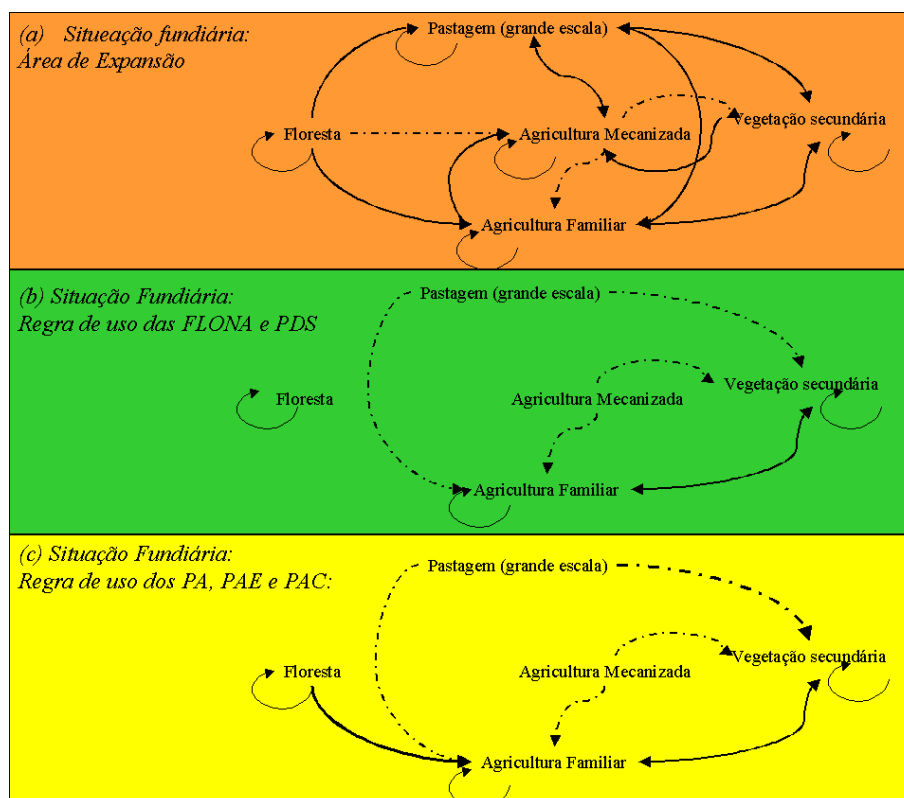 (a) Situeação fundiária:
Área de Expansão
Pastagem (grande escala)
Floresta
Agricultura Mecanizada
Vegetação secundária
Agricultura Familiar
(b) Situação Fundiária:
Regra de uso das FLONA e PDS
Pastagem (grande escala)
Floresta
Agricultura Mecanizada
Vegetação secundária
Agricultura Familiar
(c) Situação Fundiária:
Regra de uso dos PA, PAE e PAC:
Pastagem (grande escala)
Floresta
Agricultura Mecanizada
Vegetação secundária
Agricultura Familiar